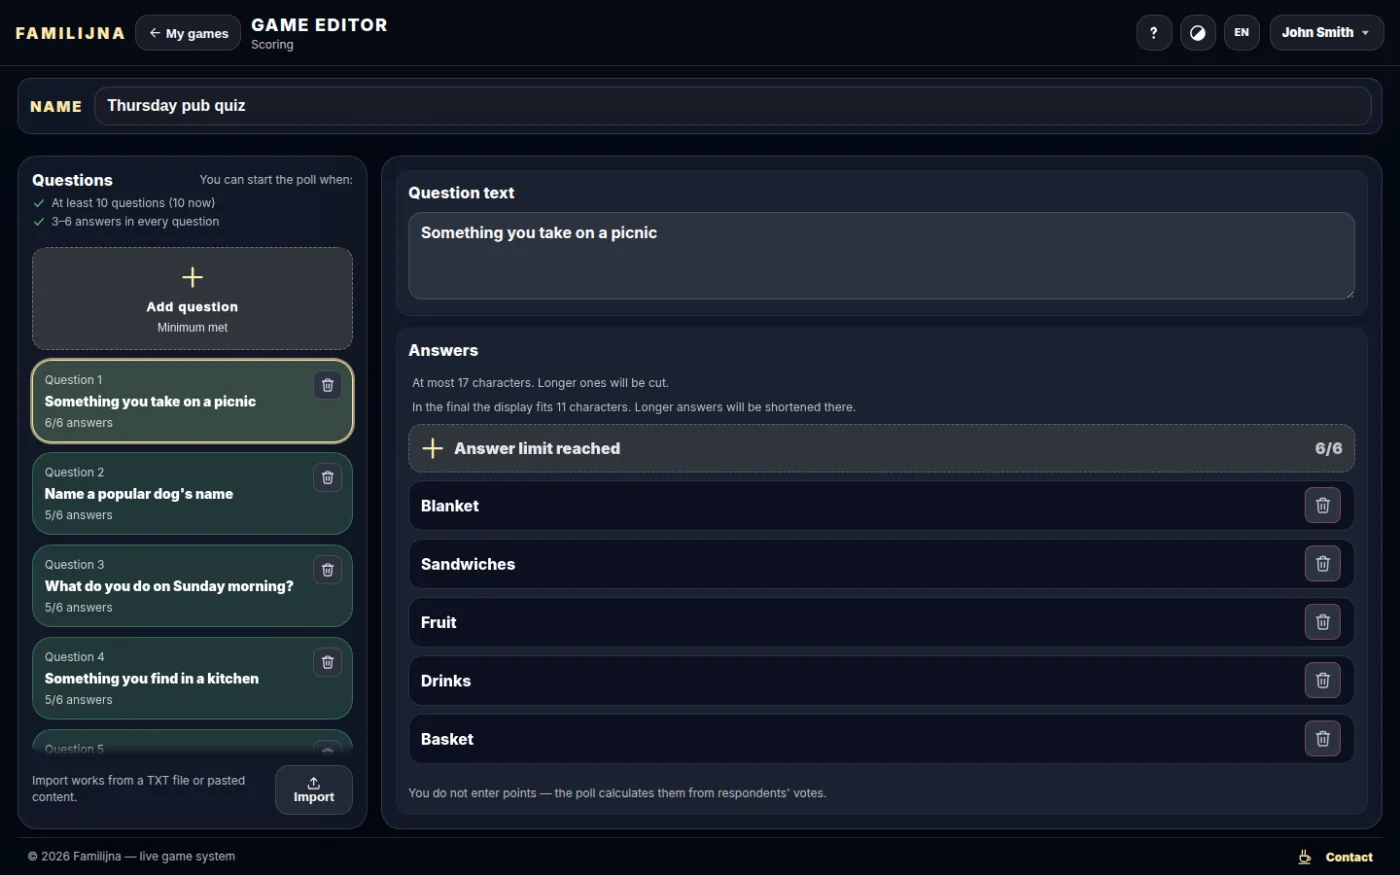 FAMILIJNA
← My games
GAME EDITOR
Scoring
?
EN
John Smith
NAME
Thursday pub quiz
Questions
You can start the poll when:
At least 10 questions (10 now)
3–6 answers in every question
Add question
Minimum met
Question 1
Something you take on a picnic
6/6 answers
Question 2
Name a popular dog's name
5/6 answers
Question 3
What do you do on Sunday morning?
5/6 answers
Question 4
Something you find in a kitchen
5/6 answers
Question 5
Import works from a TXT file or pasted
content.
Import
Question text
Something you take on a picnic
Answers
At most 17 characters. Longer ones will be cut.
In the final the display fits 11 characters. Longer answers will be shortened there.
Answer limit reached
6/6
Blanket
Sandwiches
Fruit
Drinks
Basket
You do not enter points — the poll calculates them from respondents' votes.
© 2026 Familijna — live game system
Contact